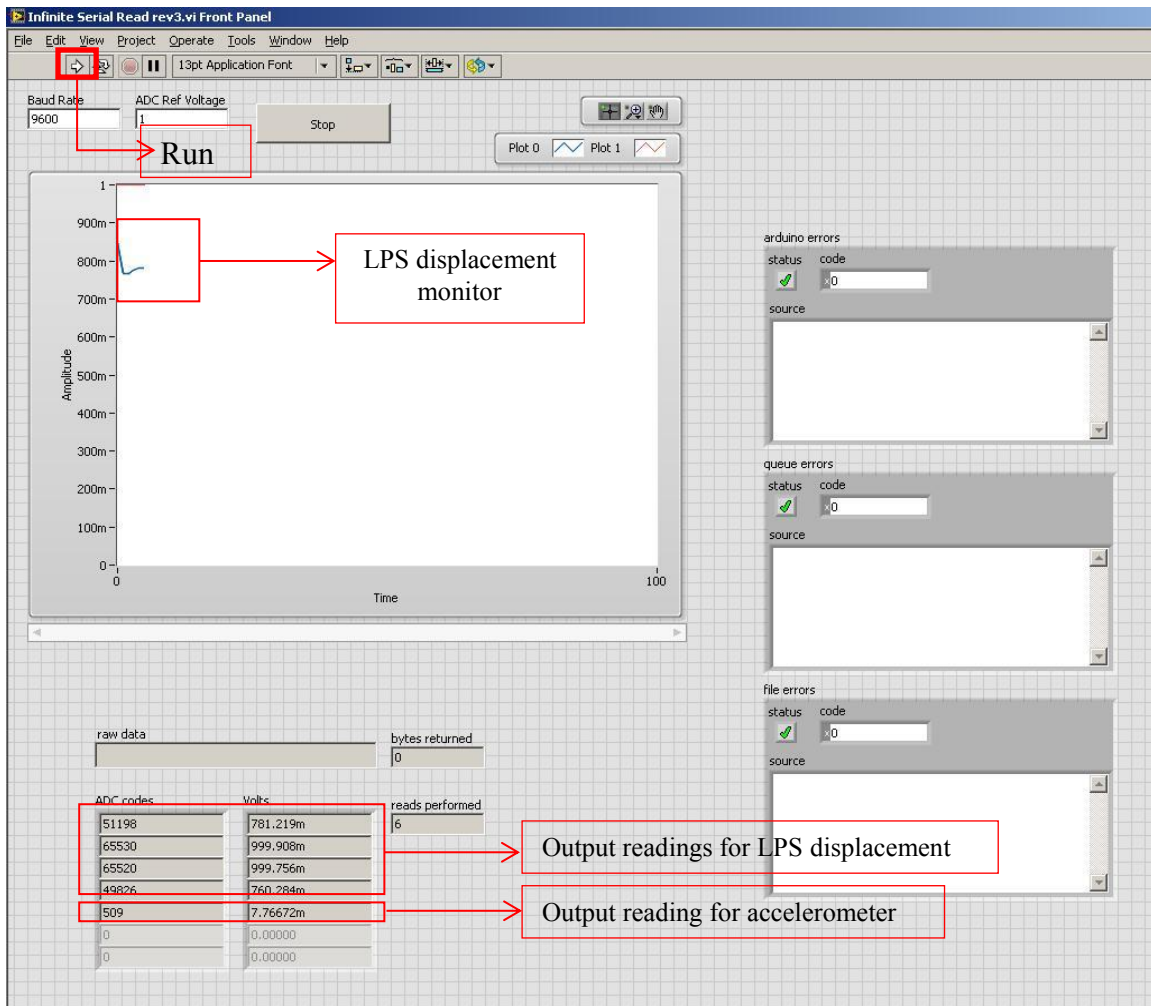 Infinite Serial Read rev3.vi Front Panel
File Edit View Project Operate Tools Window Help
13pt Application Font
Baud Rate
9600
ADC Ref Voltage
1
Stop
Run
Plot 0
Plot 1
1
900m
800m
700m
600m
500m
400m
300m
200m
100m
0
Amplitude
0
100
Time
LPS displacement
monitor
arduino errors
status
code
x0
source
queue errors
status
code
x0
source
file errors
status
code
x0
source
raw data
bytes returned
0
reads performed
6
ADC codes
Volts
51198
781.219m
65530
999.908m
65520
999.756m
49826
760.284m
509
7.76672m
0
0.00000
0
0.00000
Output readings for LPS displacement
Output reading for accelerometer